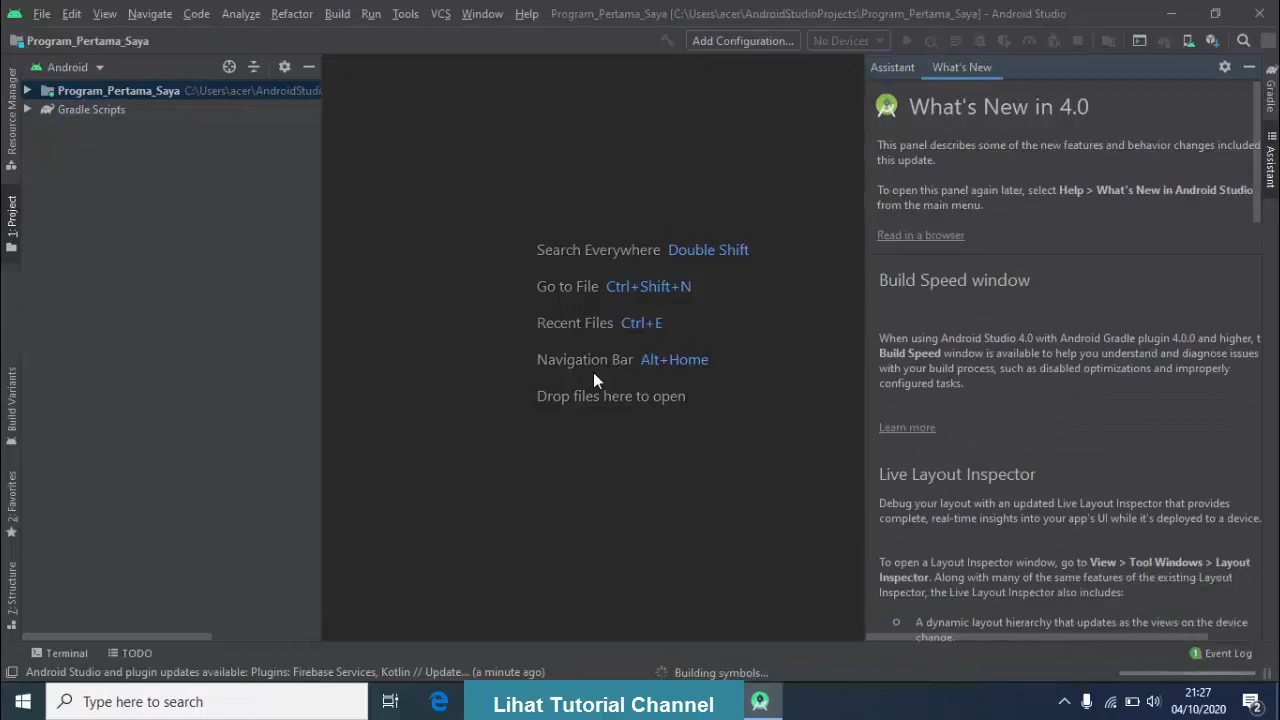 File Edit View Navigate Code Analyze Refactor Build Run Tools VCS Window Help Program_Pertama_Saya [C:\Users\acer\AndroidStudioProjects\Program_Pertama_Saya] - Android Studio
Program_Pertama_Saya Add Configuration... No Devices
Android
Program_Pertama_Saya C:\Users\acer\AndroidStudi
Gradle Scripts
Resource Manager
1: Project
Build Variants
2: Favorites
7: Structure
Search Everywhere Double Shift
Go to File Ctrl+Shift+N
Recent Files Ctrl+E
Navigation Bar Alt+Home
Drop files here to open
Assistant What's New
What's New in 4.0
This panel describes some of the new features and behavior changes included
this update.
To open this panel again later, select Help > What's New in Android Studio
from the main menu.
Read in a browser
Build Speed window
When using Android Studio 4.0 with Android Gradle plugin 4.0.0 and higher, t
Build Speed window is available to help you understand and diagnose issues
with your build process, such as disabled optimizations and improperly
configured tasks.
Learn more
Live Layout Inspector
Debug your layout with an updated Live Layout Inspector that provides
complete, real-time insights into your app's UI while it's deployed to a device.
To open a Layout Inspector window, go to View > Tool Windows > Layout
Inspector. Along with many of the same features of the existing Layout
Inspector, the Live Layout Inspector also includes:
A dynamic layout hierarchy that updates as the views on the device
change.
Gradle
Assistant
Terminal TODO 1 Event Log
Android Studio and plugin updates available: Plugins: Firebase Services, Kotlin // Update... (a minute ago) Building symbols...
Type here to search
Lihat Tutorial Channel
21:27
04/10/2020
2